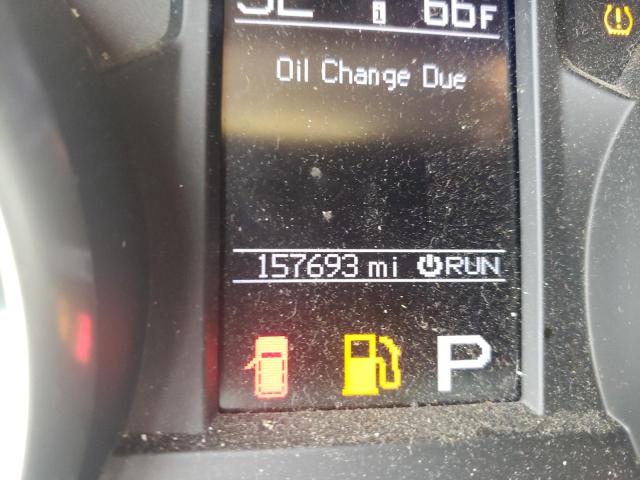 66F
Oil Change Due
157693 mi RUN
P